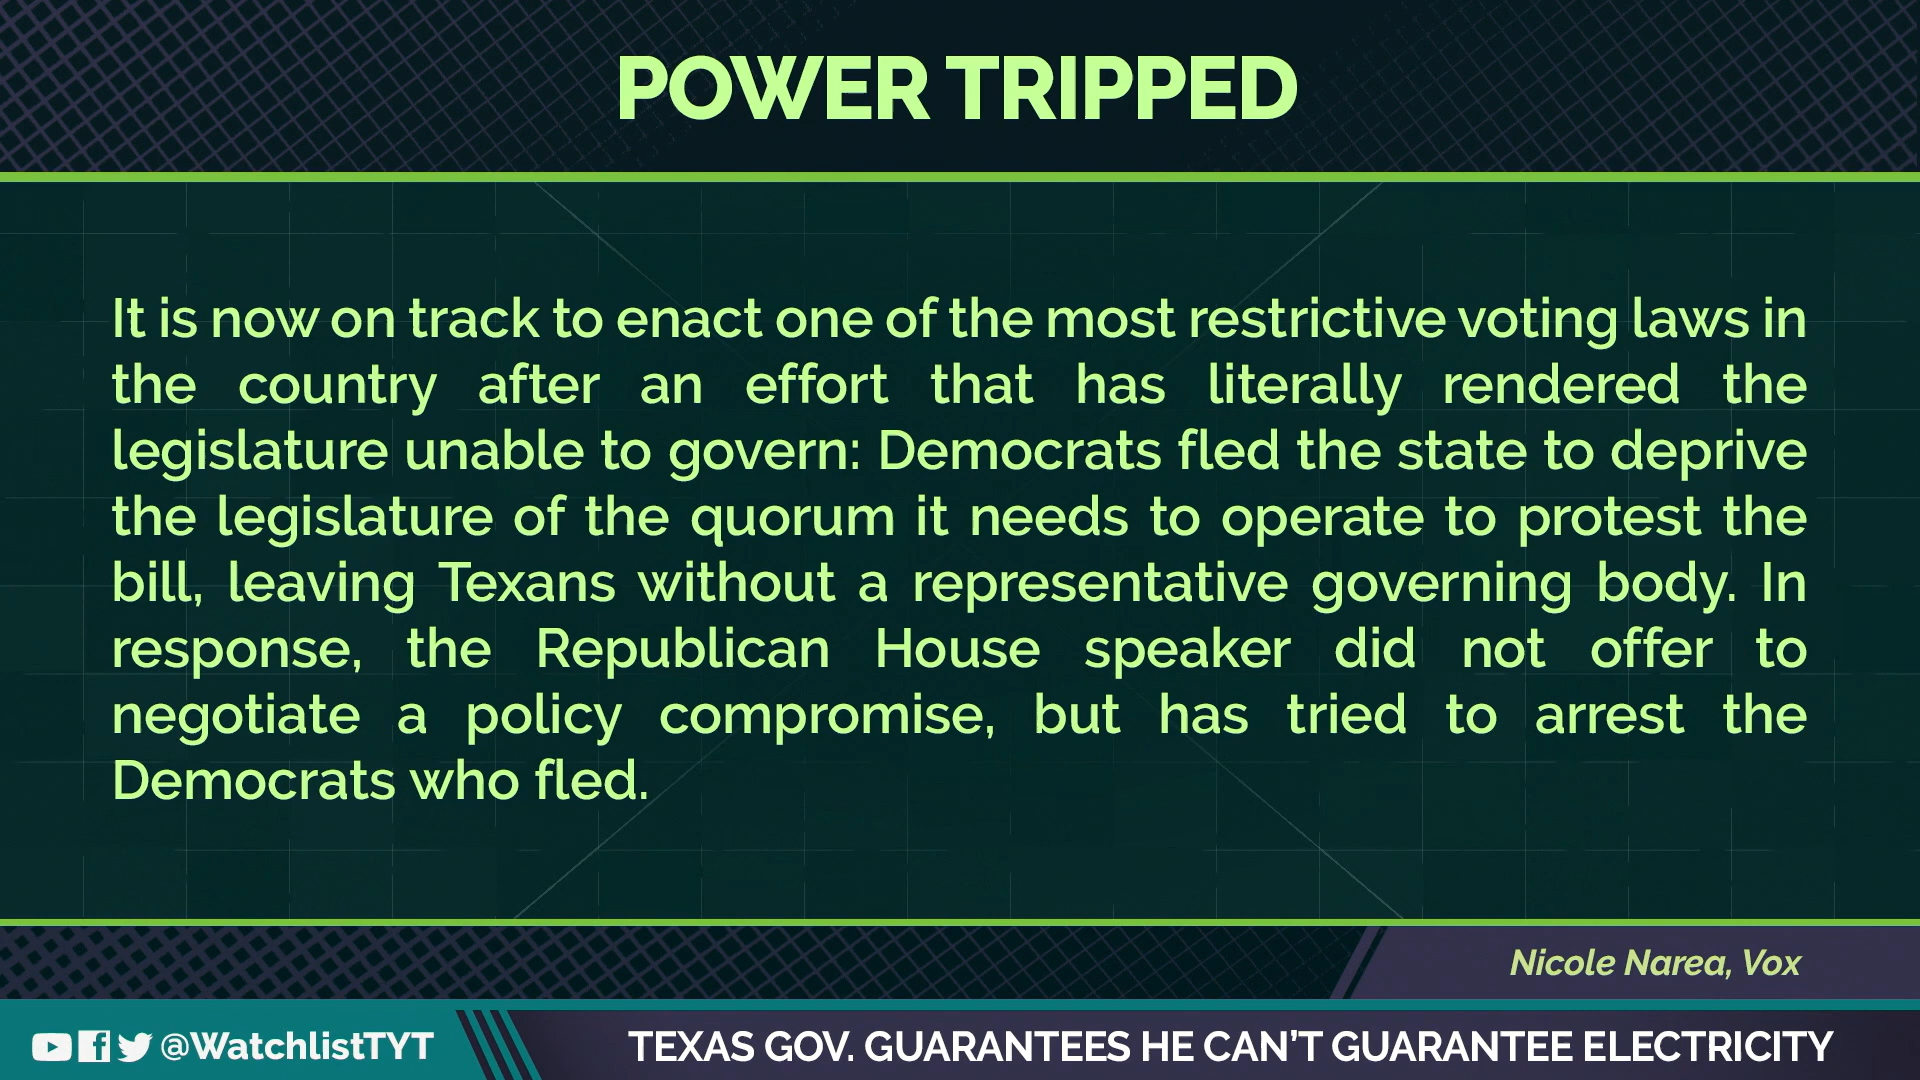 POWER TRIPPED
It is now on track to enact one of the most restrictive voting laws in
the country after an effort that has literally rendered the
legislature unable to govern: Democrats fled the state to deprive
the legislature of the quorum it needs to operate to protest the
bill, leaving Texans without a representative governing body. In
response, the Republican House speaker did not offer to
negotiate a policy compromise, but has tried to arrest the
Democrats who fled.
Nicole Narea, Vox
@WatchlistTYT
TEXAS GOV. GUARANTEES HE CAN'T GUARANTEE ELECTRICITY